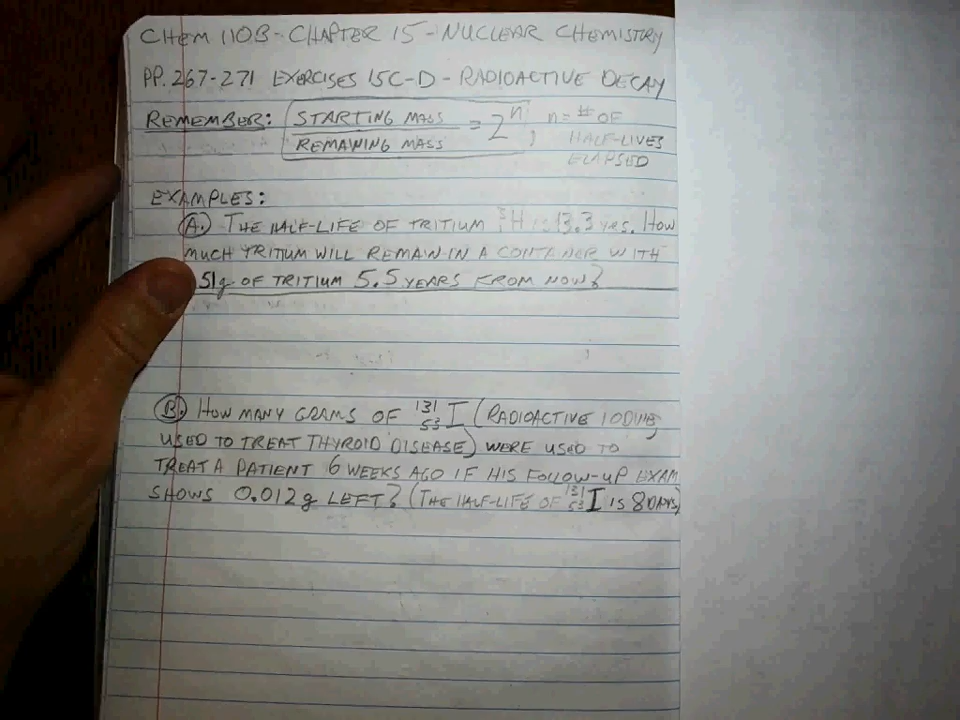 CHEM 110B - CHAPTER 15 - NUCLEAR CHEMISTRY
PP. 267-271 EXERCISES 15C-D - RADIOACTIVE DECAY
REMEMBER: STARTING MASS / REMAINING MASS = 2^n, n = # OF
HALF-LIVES
ELAPSED
EXAMPLES:
A. THE HALF-LIFE OF TRITIUM ³₁H IS 13.3 yrs. HOW
MUCH TRITIUM WILL REMAIN IN A CONTAINER WITH
51g OF TRITIUM 5.5 YEARS FROM NOW?
B. HOW MANY GRAMS OF ¹³¹₅₃I (RADIOACTIVE IODINE,
USED TO TREAT THYROID DISEASE) WERE USED TO
TREAT A PATIENT 6 WEEKS AGO IF HIS FOLLOW-UP EXAM
SHOWS 0.012g LEFT? (THE HALF-LIFE OF ¹³¹₅₃I IS 8 DAYS)